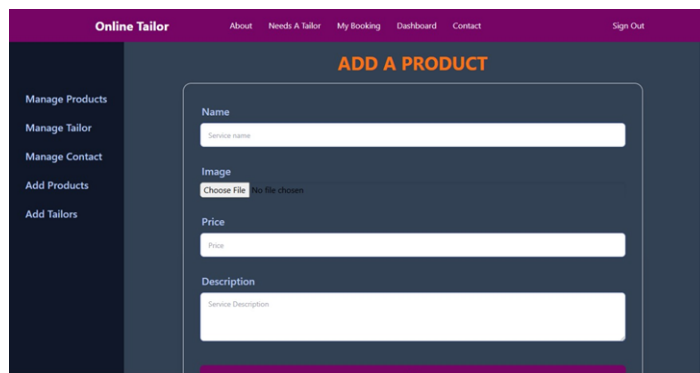 Online Tailor About Needs A Tailor My Booking Dashboard Contact Sign Out
ADD A PRODUCT
Manage Products
Manage Tailor
Manage Contact
Add Products
Add Tailors
Name
Service name
Image
Choose File No file chosen
Price
Price
Description
Service Description